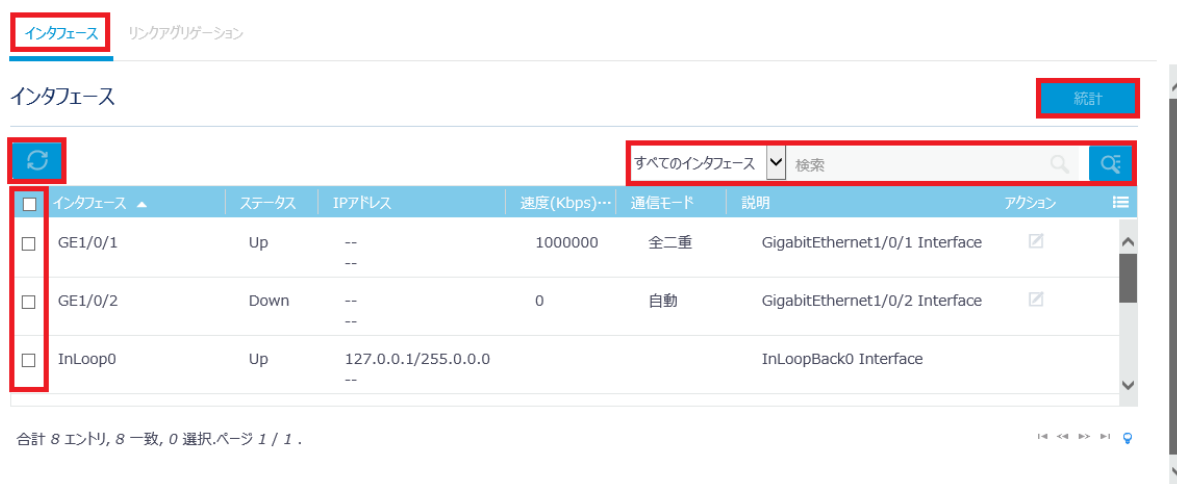 インタフェース リンクアグリゲーション
インタフェース 統計
すべてのインタフェース 検索
インタフェース ▲ ステータス IPアドレス 速度(Kbps)… 通信モード 説明 アクション
GE1/0/1 Up -- 1000000 全二重 GigabitEthernet1/0/1 Interface
--
GE1/0/2 Down -- 0 自動 GigabitEthernet1/0/2 Interface
--
InLoop0 Up 127.0.0.1/255.0.0.0 InLoopBack0 Interface
--
合計 8 エントリ, 8 一致, 0 選択.ページ 1 / 1 .